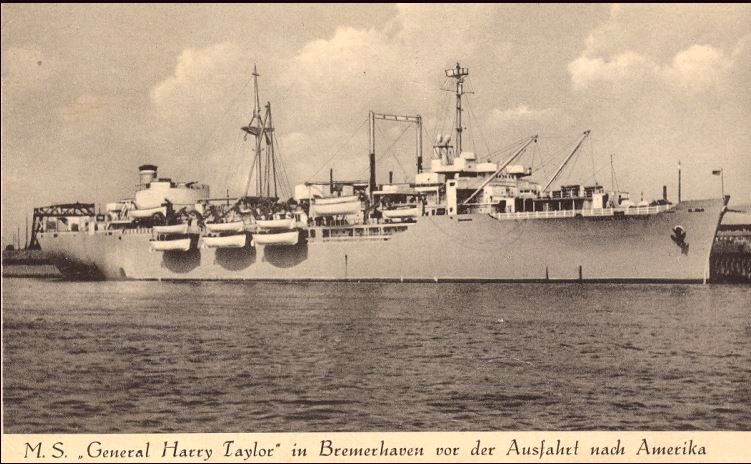 M. S. „General Harry Taylor" in Bremerhaven vor der Ausfahrt nach Amerika